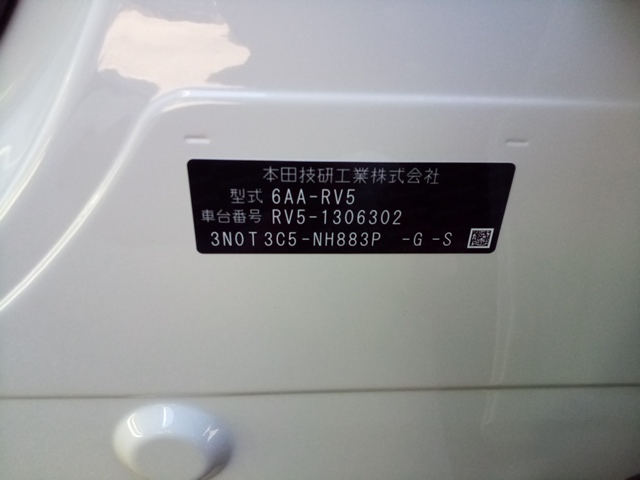 本田技研工業株式会社
型式 6AA-RV5
車台番号 RV5-1306302
3N0T3C5-NH883P -G-S